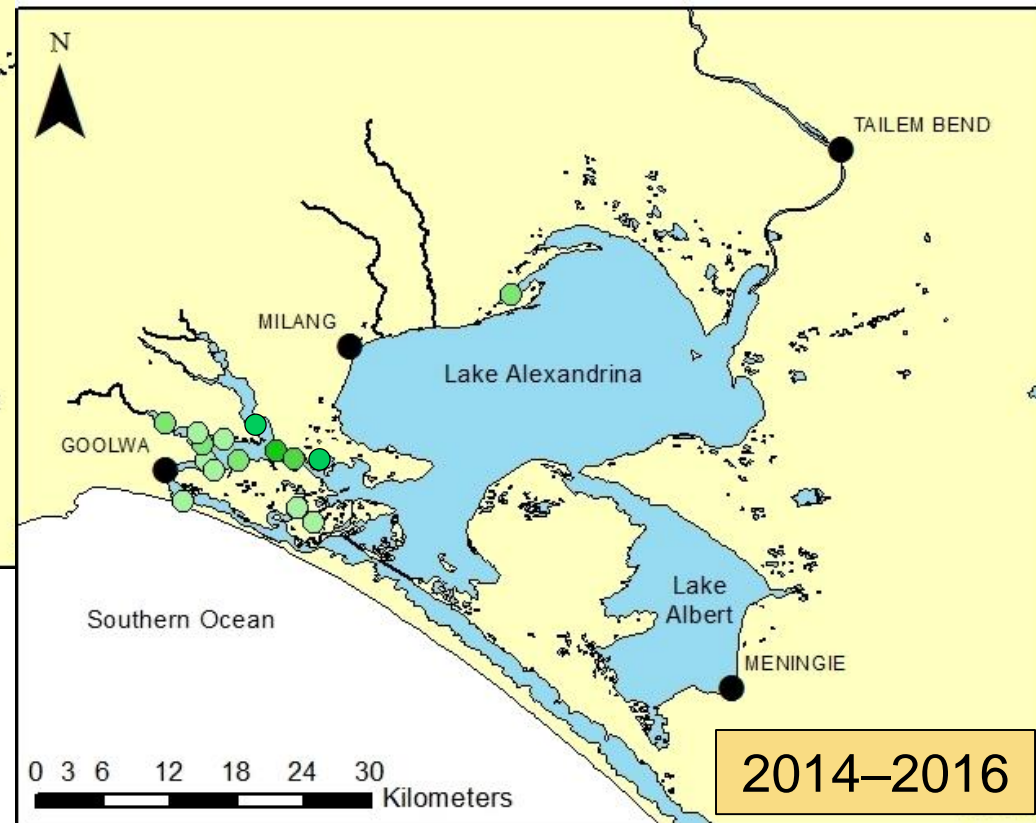 N
TAILEM BEND
MILANG
Lake Alexandrina
GOOLWA
Lake
Albert
Southern Ocean
MENINGIE
0 3 6 12 18 24 30
Kilometers
2014–2016